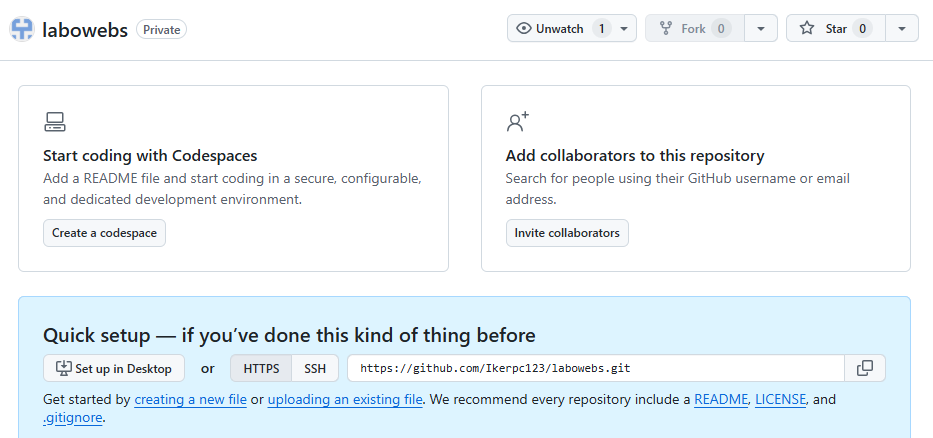 labowebs Private Unwatch 1 Fork 0 Star 0
Start coding with Codespaces
Add a README file and start coding in a secure, configurable,
and dedicated development environment.
Create a codespace
Add collaborators to this repository
Search for people using their GitHub username or email
address.
Invite collaborators
Quick setup — if you’ve done this kind of thing before
Set up in Desktop or HTTPS SSH https://github.com/Ikerpc123/labowebs.git
Get started by creating a new file or uploading an existing file. We recommend every repository include a README, LICENSE, and
.gitignore.